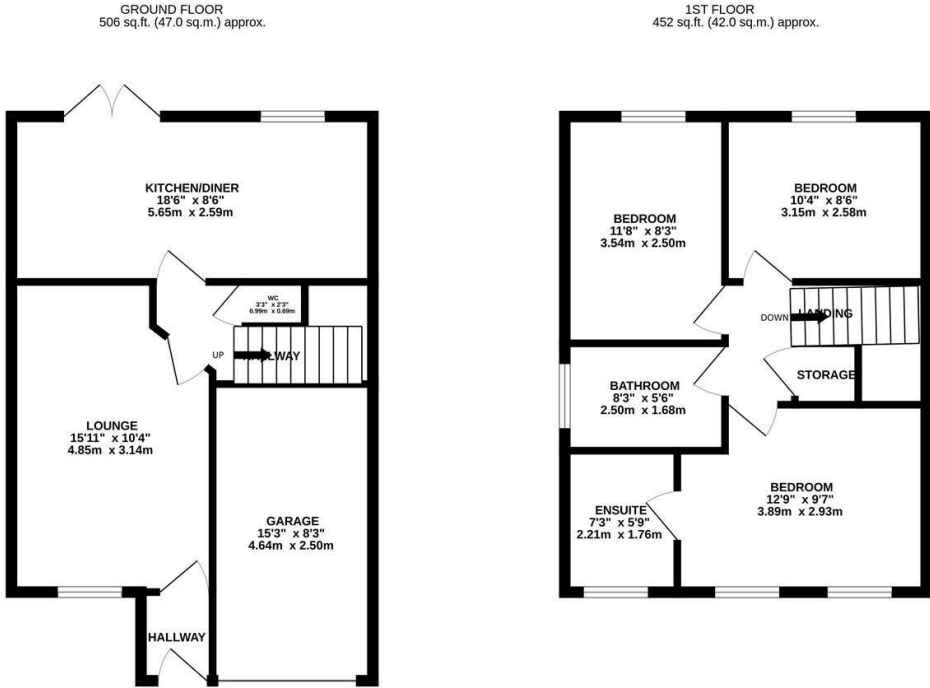 GROUND FLOOR
506 sq.ft. (47.0 sq.m.) approx.
KITCHEN/DINER
18'6" x 8'6"
5.65m x 2.59m
WC
3'3" x 2'3"
0.99m x 0.69m
UP
HALLWAY
LOUNGE
15'11" x 10'4"
4.85m x 3.14m
GARAGE
15'3" x 8'3"
4.64m x 2.50m
HALLWAY
1ST FLOOR
452 sq.ft. (42.0 sq.m.) approx.
BEDROOM
11'8" x 8'3"
3.54m x 2.50m
BEDROOM
10'4" x 8'6"
3.15m x 2.58m
DOWN
LANDING
STORAGE
BATHROOM
8'3" x 5'6"
2.50m x 1.68m
ENSUITE
7'3" x 5'9"
2.21m x 1.76m
BEDROOM
12'9" x 9'7"
3.89m x 2.93m